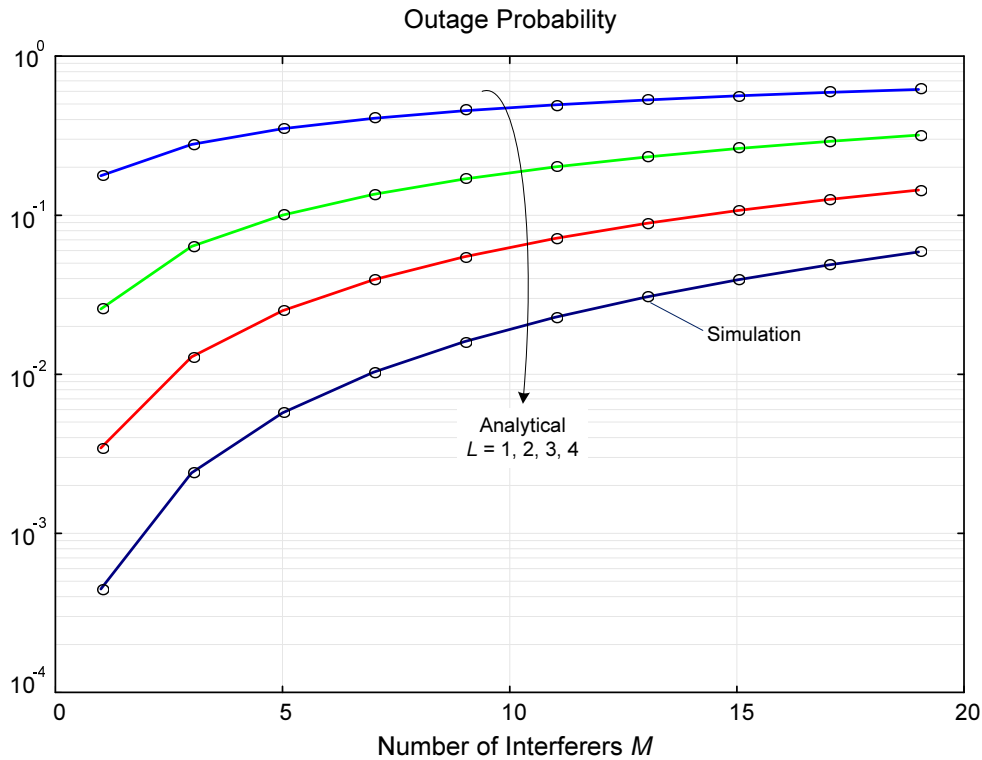 Outage Probability
10^0
10^-1
10^-2
10^-3
10^-4
Simulation
Analytical
L = 1, 2, 3, 4
0 5 10 15 20
Number of Interferers M